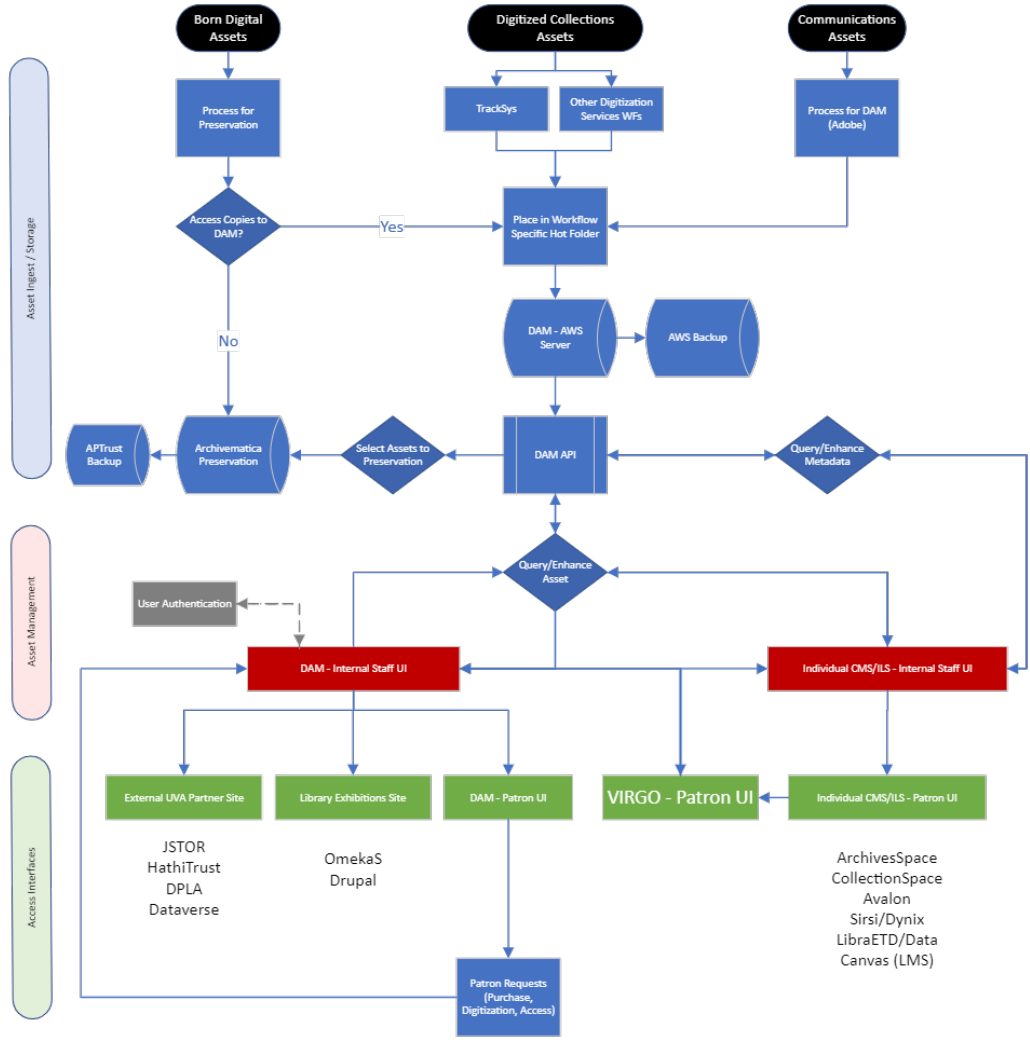 Born Digital
Assets
Digitized Collections
Assets
Communications
Assets
Asset Ingest / Storage
Process for
Preservation
TrackSys
Other Digitization
Services WFs
Process for DAM
(Adobe)
Access Copies to
DAM?
Yes
Place in Workflow
Specific Hot Folder
No
DAM - AWS
Server
AWS Backup
APTrust
Backup
Archivematica
Preservation
Select Assets to
Preservation
DAM API
Query/Enhance
Metadata
Asset Management
Query/Enhance
Asset
User Authentication
DAM - Internal Staff UI
Individual CMS/ILS - Internal Staff UI
Access Interfaces
External UVA Partner Site
Library Exhibitions Site
DAM - Patron UI
VIRGO - Patron UI
Individual CMS/ILS - Patron UI
JSTOR
HathiTrust
DPLA
Dataverse
OmekaS
Drupal
ArchivesSpace
CollectionSpace
Avalon
Sirsi/Dynix
LibraETD/Data
Canvas (LMS)
Patron Requests
(Purchase,
Digitization, Access)